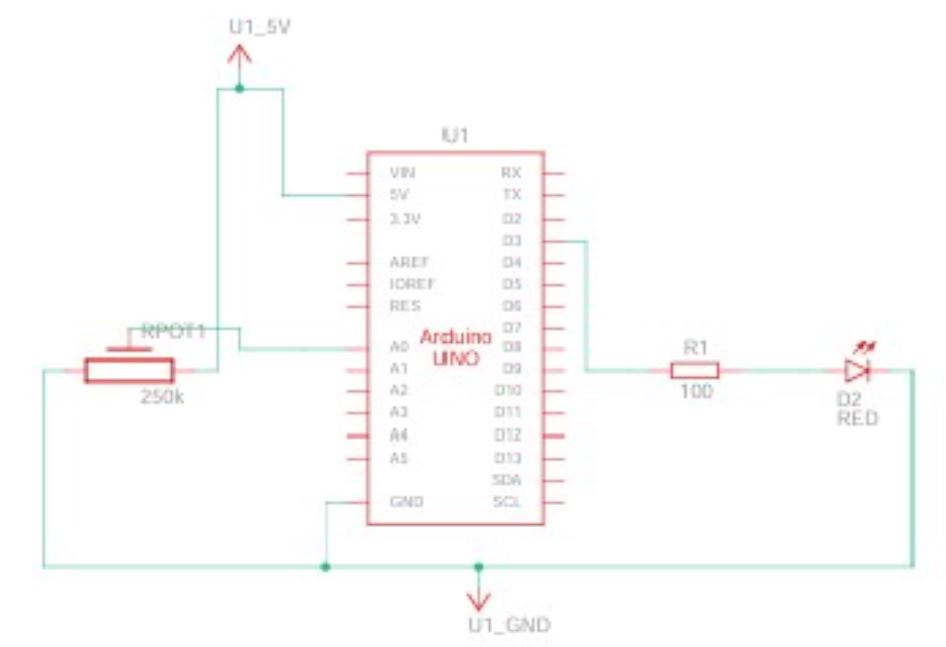 U1_5V
U1
VIN
5V
3.3V
AREF
IOREF
RES
A0
A1
A2
A3
A4
A5
GND
RX
TX
D2
D3
D4
D5
D6
D7
D8
D9
D10
D11
D12
D13
SDA
SCL
Arduino
UNO
RPOT1
250k
R1
100
D2
RED
U1_GND